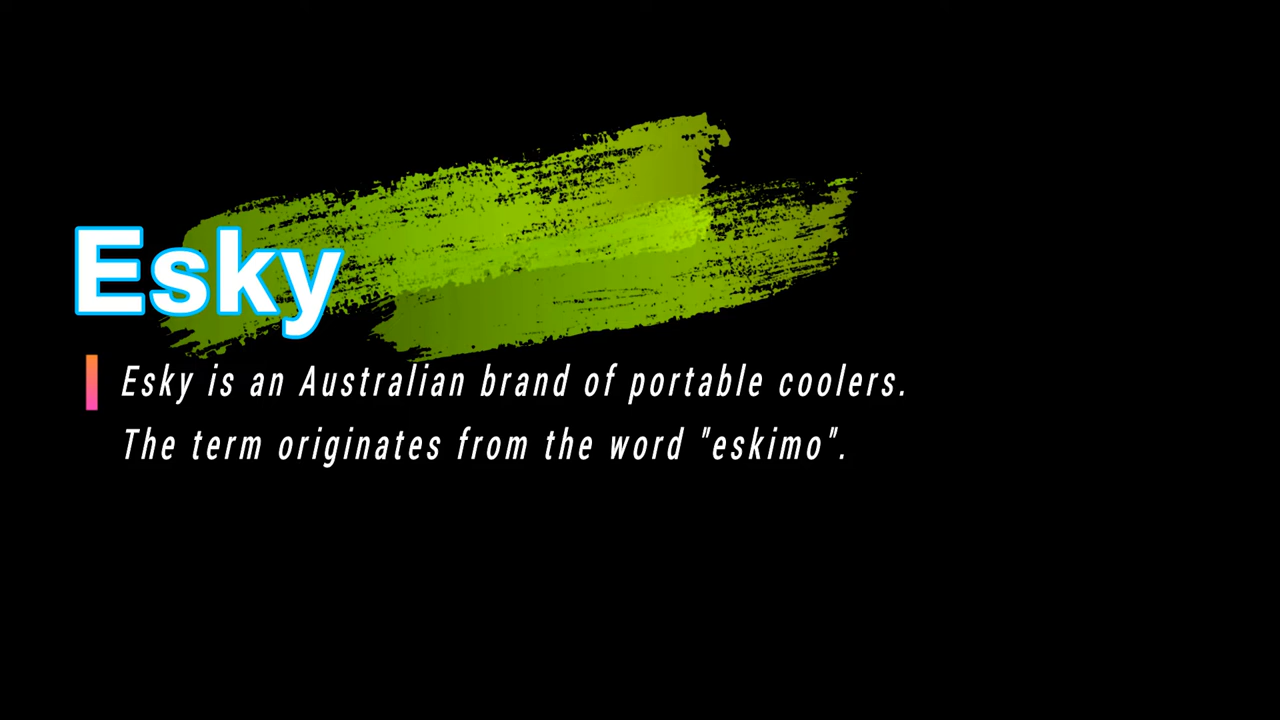 Esky
Esky is an Australian brand of portable coolers.
The term originates from the word "eskimo".